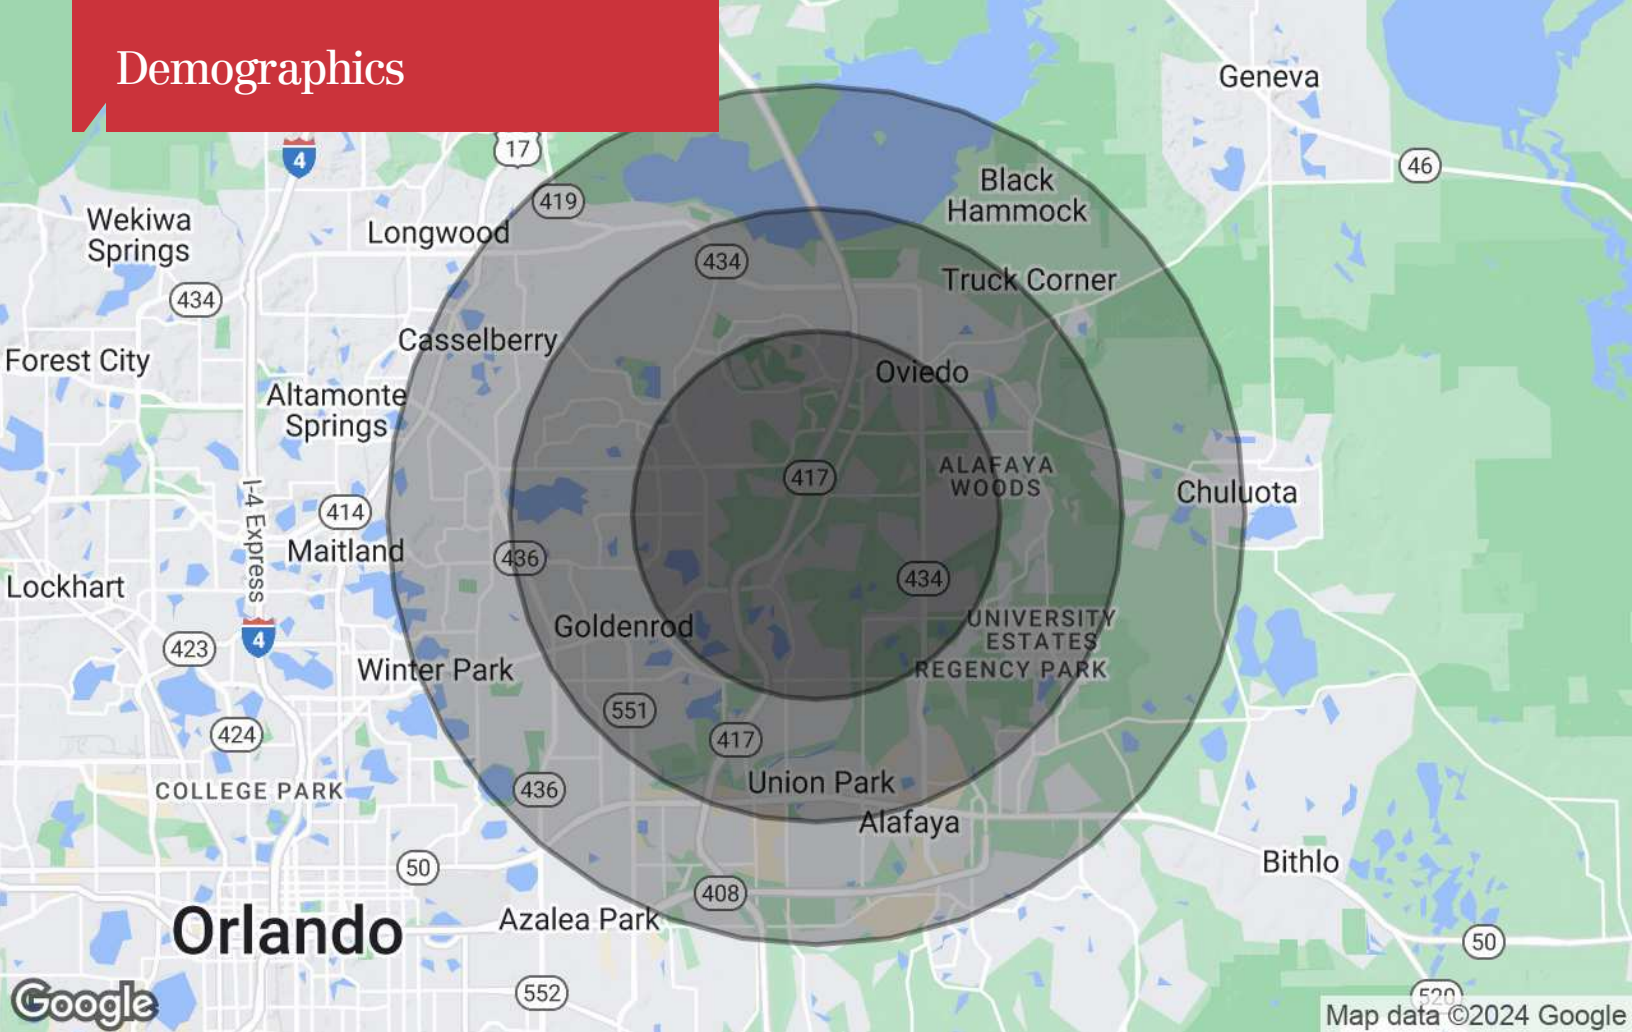 Demographics
Geneva
4
17
46
419
Black
Hammock
Wekiwa
Springs
Longwood
434
434
Truck Corner
Casselberry
Forest City
Oviedo
Altamonte
Springs
417
ALAFAYA
WOODS
Chuluota
I-4 Express
414
Maitland
436
434
Lockhart
Goldenrod
UNIVERSITY
ESTATES
4
423
Winter Park
REGENCY PARK
551
424
417
COLLEGE PARK
436
Union Park
Alafaya
50
Bithlo
408
Orlando
Azalea Park
50
552
520
Google
Map data ©2024 Google